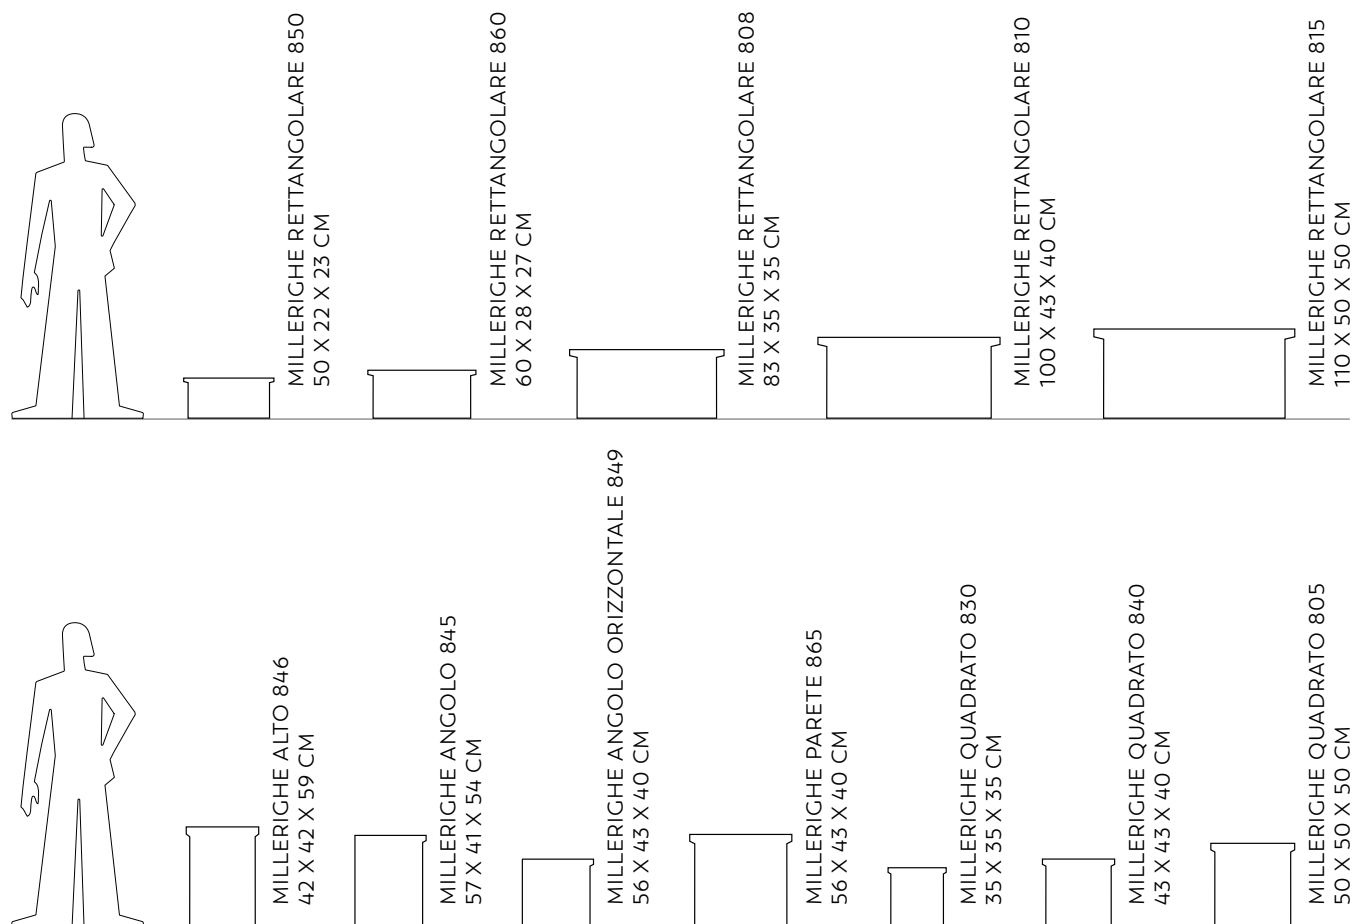 MILLERIGHE RETTANGOLARE 850
50 X 22 X 23 CM
MILLERIGHE RETTANGOLARE 860
60 X 28 X 27 CM
MILLERIGHE RETTANGOLARE 808
83 X 35 X 35 CM
MILLERIGHE RETTANGOLARE 810
100 X 43 X 40 CM
MILLERIGHE RETTANGOLARE 815
110 X 50 X 50 CM
MILLERIGHE ALTO 846
42 X 42 X 59 CM
MILLERIGHE ANGOLO 845
57 X 41 X 54 CM
MILLERIGHE ANGOLO ORIZZONTALE 849
56 X 43 X 40 CM
MILLERIGHE PARETE 865
56 X 43 X 40 CM
MILLERIGHE QUADRATO 830
35 X 35 X 35 CM
MILLERIGHE QUADRATO 840
43 X 43 X 40 CM
MILLERIGHE QUADRATO 805
50 X 50 X 50 CM